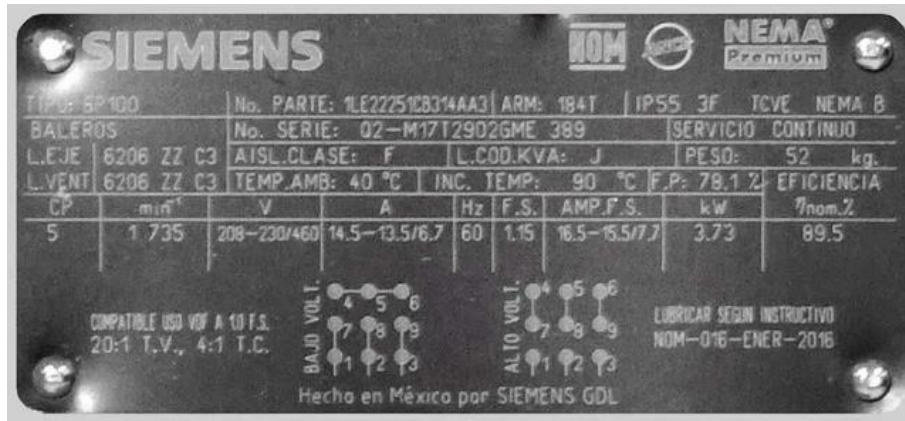 SIEMENS NOM NEMA Premium
TIPO: SP100 No. PARTE: 1LE22251CB314AA3 ARM: 184T IP55 3F TCVE NEMA B
BALEROS No. SERIE: Q2-M17T2902GME 389 SERVICIO CONTINUO
L.EJE 6206 ZZ C3 AISL.CLASE: F L.COD.KVA: J PESO: 52 kg.
L.VENT 6206 ZZ C3 TEMP.AMB: 40 °C INC. TEMP: 90 °C F.P: 78.1 % EFICIENCIA
CP min⁻¹ V A Hz F.S. AMP.F.S. kW ηnom.%
5 1 735 208-230/460 14.5-13.5/6.7 60 1.15 16.5-15.5/7.7 3.73 89.5
BAJO VOLT. 4 5 6
7 8 9
1 2 3
ALTO VOLT. 4 5 6
7 8 9
1 2 3
COMPATIBLE USO VDF A 1.0 F.S.
20:1 T.V., 4:1 T.C.
LUBRICAR SEGUN INSTRUCTIVO
NOM-016-ENER-2016
Hecho en México por SIEMENS GDL